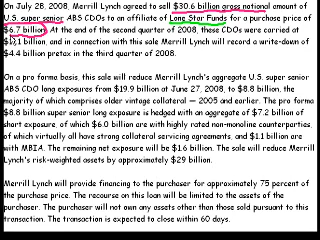 On July 28, 2008, Merrill Lynch agreed to sell $30.6 billion gross notional amount of
U.S. super senior ABS CDOs to an affiliate of Lone Star Funds for a purchase price of
$6.7 billion. At the end of the second quarter of 2008, these CDOs were carried at
$11.1 billion, and in connection with this sale Merrill Lynch will record a write-down of
$4.4 billion pretax in the third quarter of 2008.
On a pro forma basis, this sale will reduce Merrill Lynch's aggregate U.S. super senior
ABS CDO long exposures from $19.9 billion at June 27, 2008, to $8.8 billion, the
majority of which comprises older vintage collateral — 2005 and earlier. The pro forma
$8.8 billion super senior long exposure is hedged with an aggregate of $7.2 billion of
short exposure, of which $6.0 billion are with highly rated non-monoline counterparties,
of which virtually all have strong collateral servicing agreements, and $1.1 billion are
with MBIA. The remaining net exposure will be $1.6 billion. The sale will reduce Merrill
Lynch's risk-weighted assets by approximately $29 billion.
Merrill Lynch will provide financing to the purchaser for approximately 75 percent of
the purchase price. The recourse on this loan will be limited to the assets of the
purchaser. The purchaser will not own any assets other than those sold pursuant to this
transaction. The transaction is expected to close within 60 days.